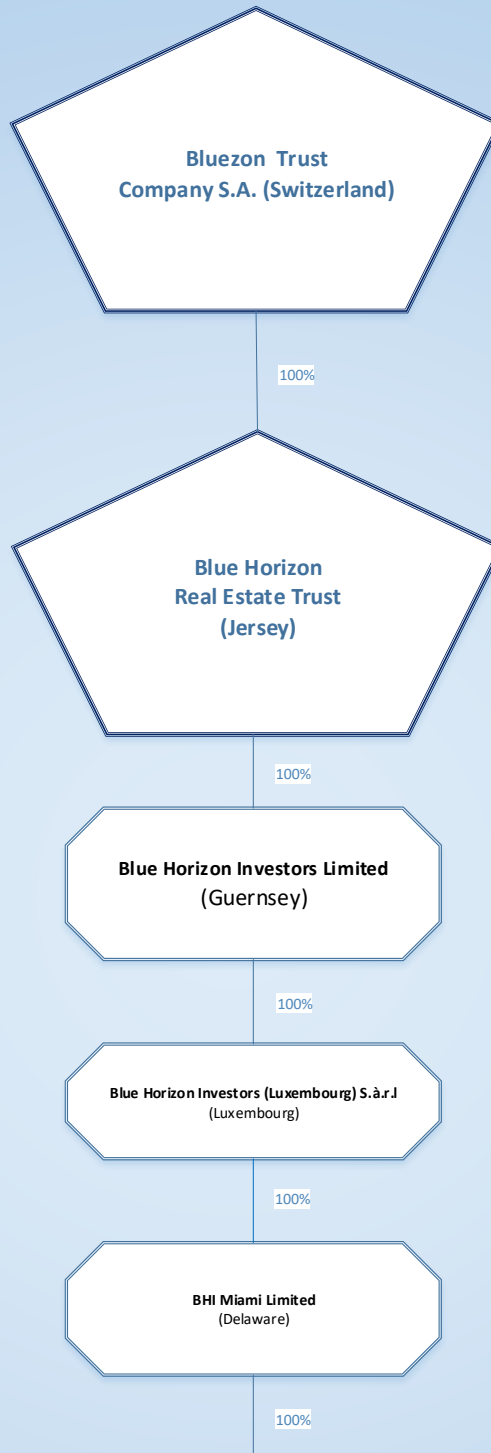 Bluezon Trust
Company S.A. (Switzerland)
100%
Blue Horizon
Real Estate Trust
(Jersey)
100%
Blue Horizon Investors Limited
(Guernsey)
100%
Blue Horizon Investors (Luxembourg) S.à.r.l
(Luxembourg)
100%
BHI Miami Limited
(Delaware)
100%